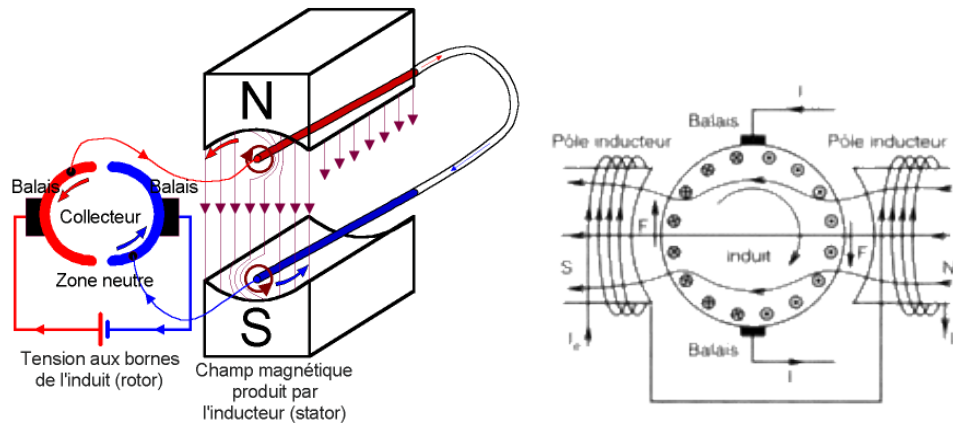 N
Balais
Balais
Collecteur
Zone neutre
S
Tension aux bornes
de l'induit (rotor)
Champ magnétique
produit par
l'inducteur (stator)
I
Balais
Pôle inducteur
Pôle inducteur
F
F
induit
S
N
Ie
Balais
I